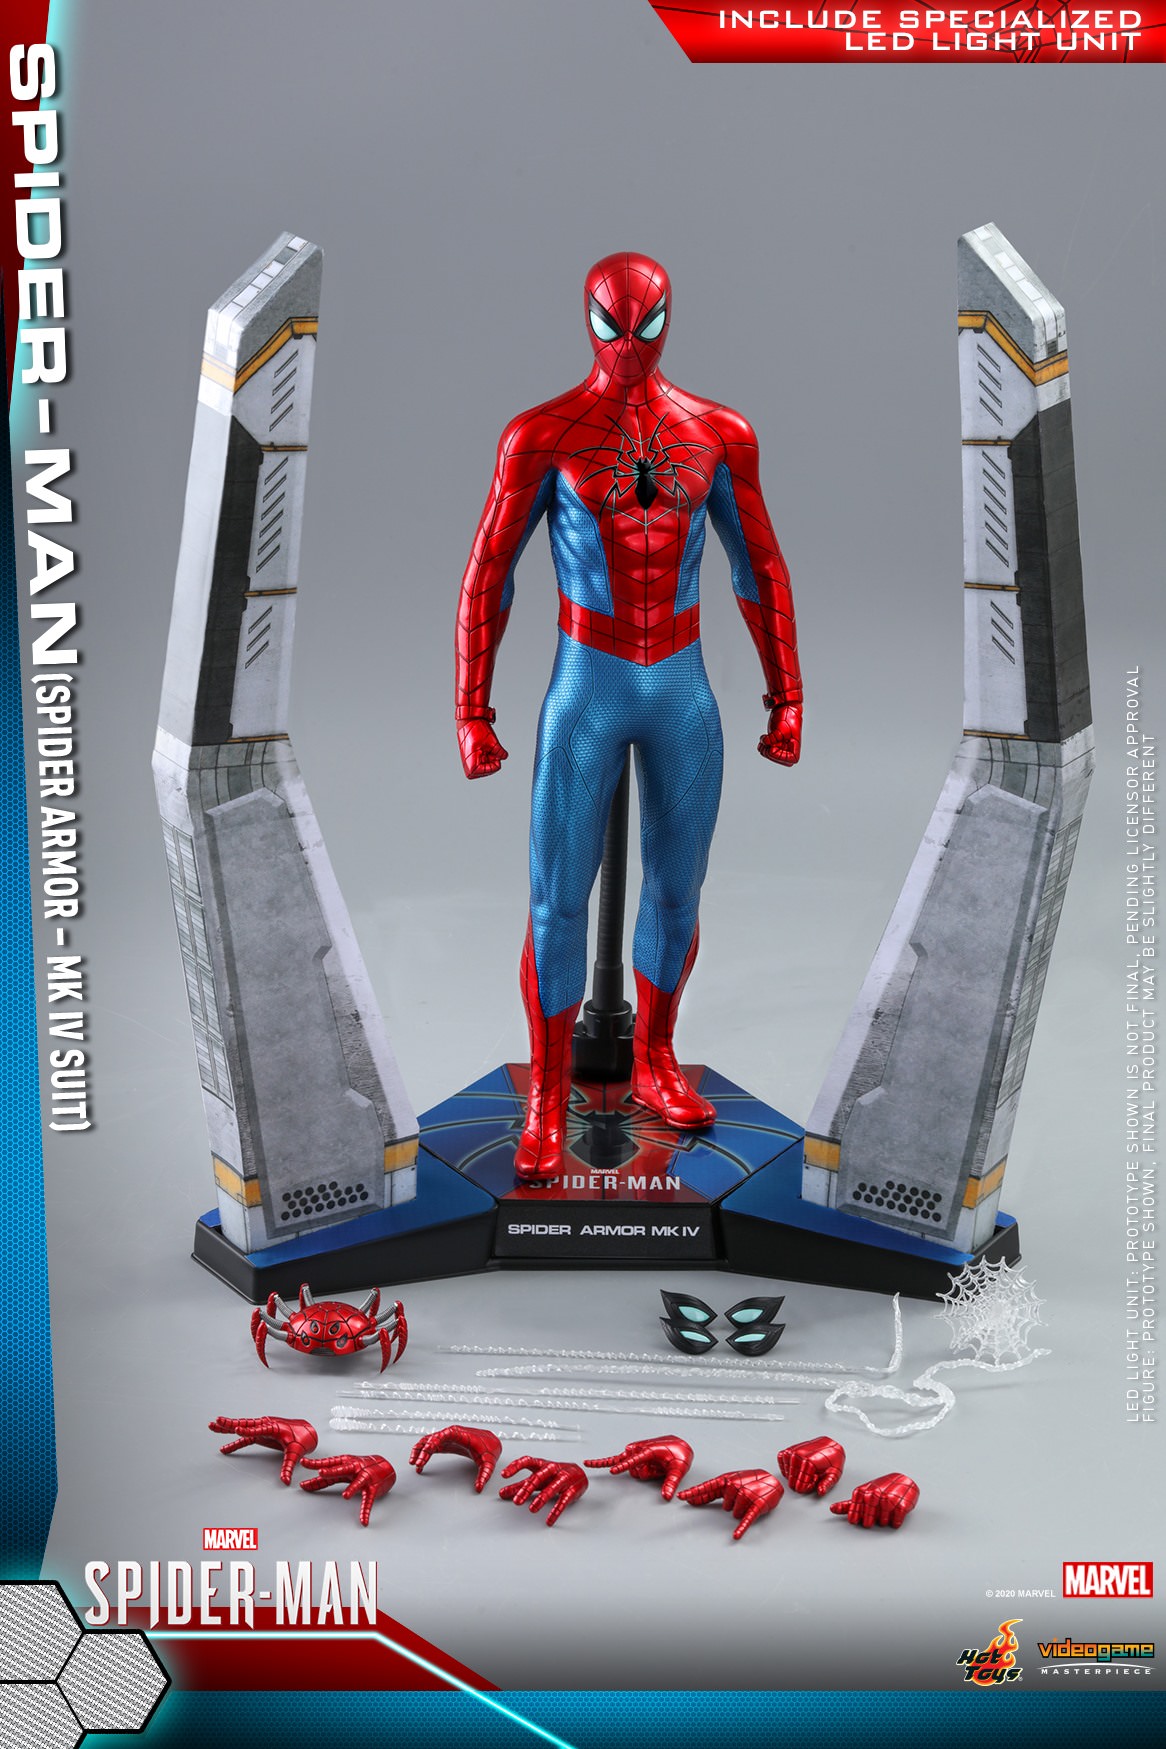 INCLUDE SPECIALIZED
LED LIGHT UNIT
SPIDER-MAN (SPIDER ARMOR - MK IV SUIT)
MARVEL
SPIDER-MAN
SPIDER ARMOR MK IV
LED LIGHT UNIT: PROTOTYPE SHOWN IS NOT FINAL, PENDING LICENSOR APPROVAL
FIGURE: PROTOTYPE SHOWN, FINAL PRODUCT MAY BE SLIGHTLY DIFFERENT
MARVEL
SPIDER-MAN
© 2020 MARVEL
MARVEL
Hot Toys
videogame
MASTERPIECE